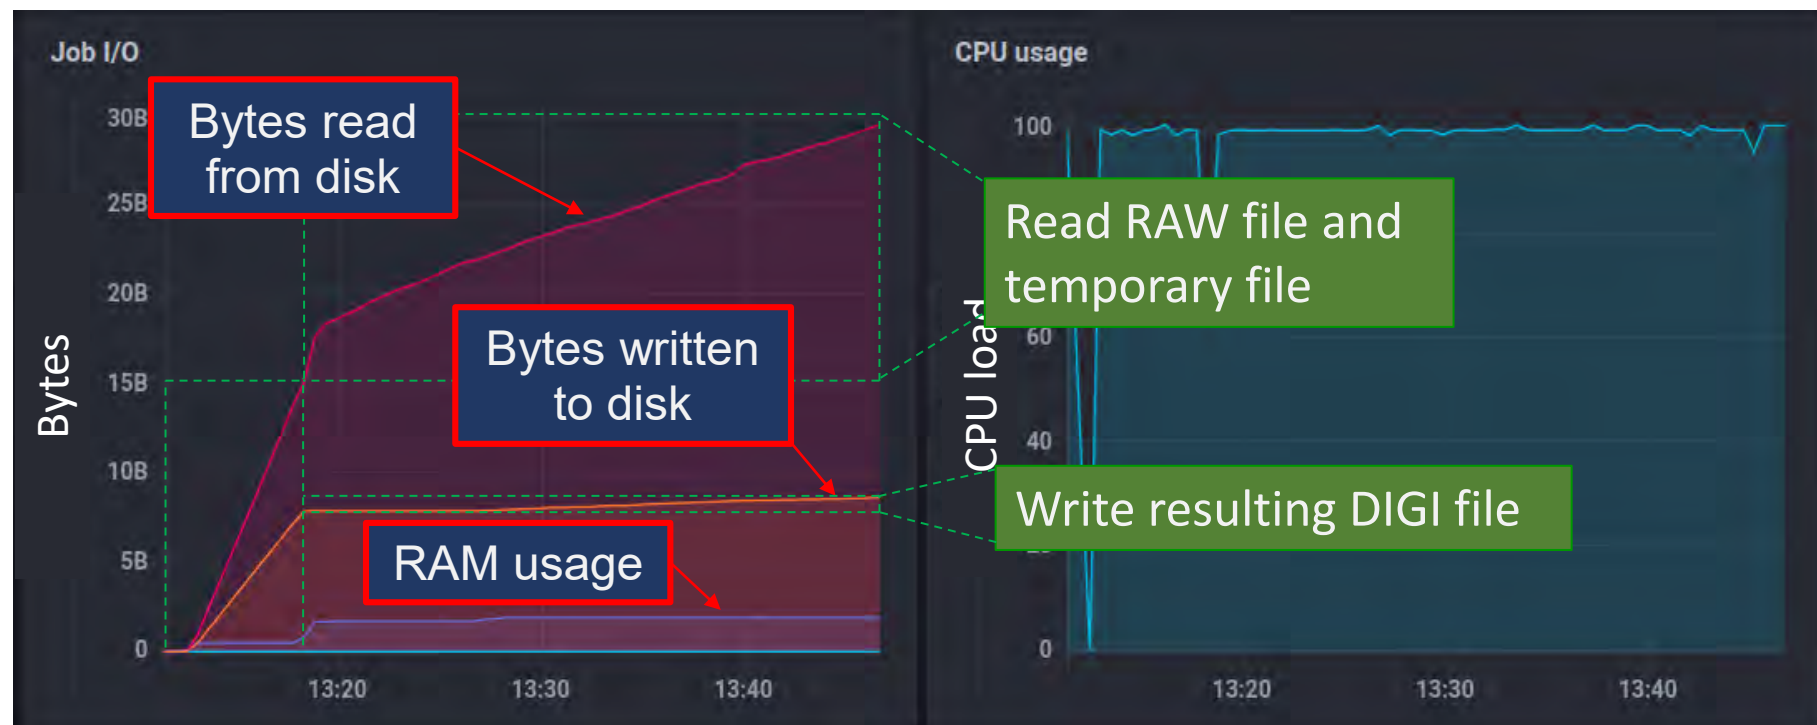 Job I/O
CPU usage
30B
25B
20B
15B
10B
5B
0
Bytes
Bytes read
from disk
Bytes written
to disk
RAM usage
13:20
13:30
13:40
100
60
40
0
CPU load
Read RAW file and
temporary file
Write resulting DIGI file
13:20
13:30
13:40